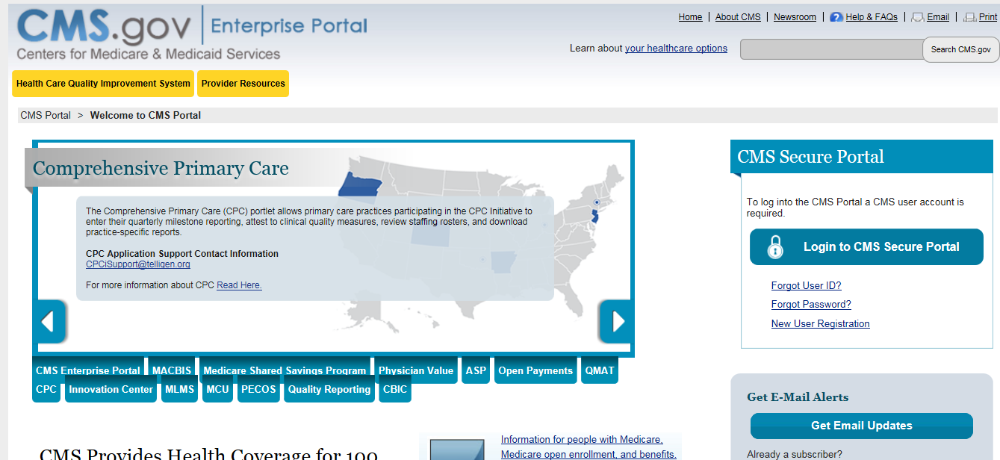 CMS.gov Enterprise Portal
Centers for Medicare & Medicaid Services
Home | About CMS | Newsroom | Help & FAQs | Email | Print
Learn about your healthcare options
Search CMS.gov
Health Care Quality Improvement System
Provider Resources
CMS Portal > Welcome to CMS Portal
Comprehensive Primary Care
The Comprehensive Primary Care (CPC) portlet allows primary care practices participating in the CPC Initiative to
enter their quarterly milestone reporting, attest to clinical quality measures, review staffing rosters, and download
practice-specific reports.
CPC Application Support Contact Information
CPCiSupport@telligen.org
For more information about CPC Read Here.
CMS Enterprise Portal MACBIS Medicare Shared Savings Program Physician Value ASP Open Payments QMAT
CPC Innovation Center MLMS MCU PECOS Quality Reporting CBIC
CMS Secure Portal
To log into the CMS Portal a CMS user account is
required.
Login to CMS Secure Portal
Forgot User ID?
Forgot Password?
New User Registration
Get E-Mail Alerts
Get Email Updates
Already a subscriber?
CMS Provides Health Coverage for 100
Information for people with Medicare,
Medicare open enrollment, and benefits.